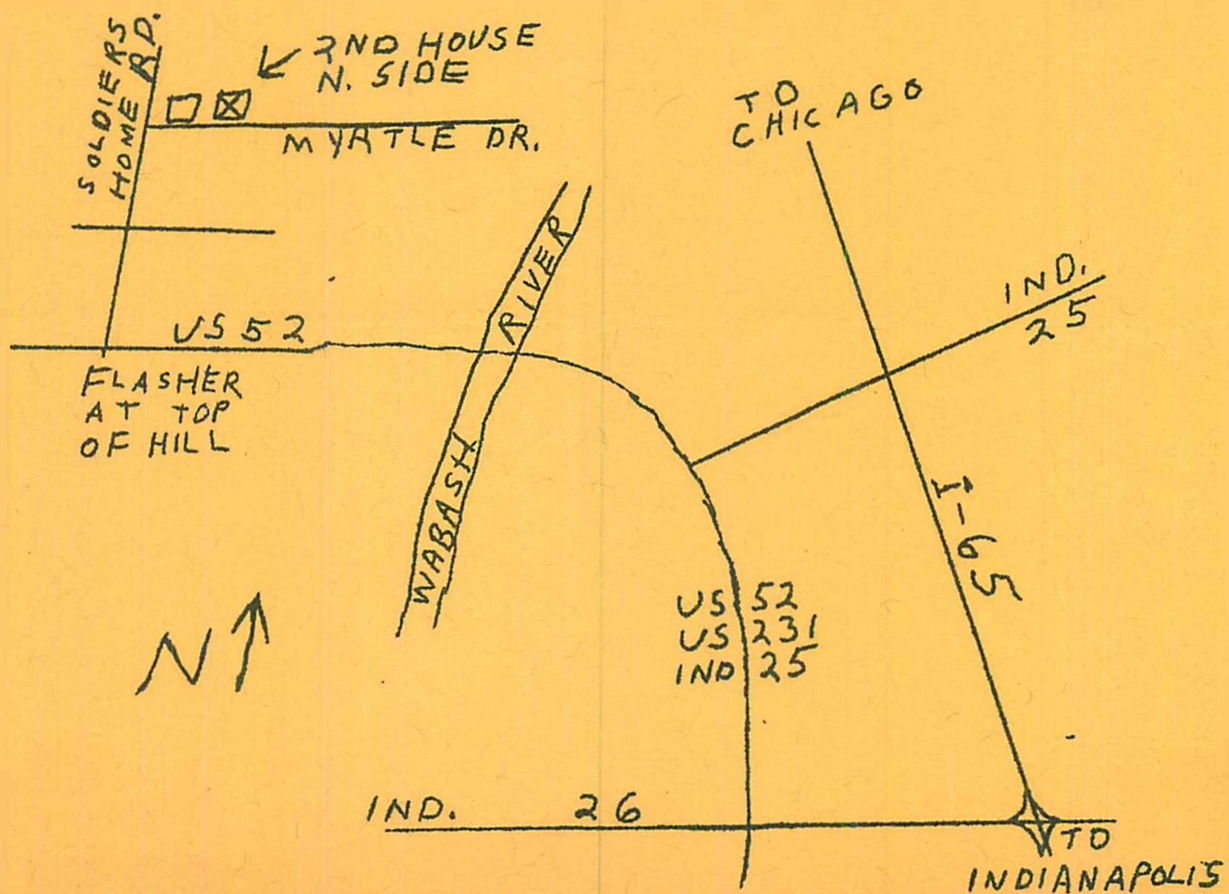 SOLDIERS
HOME RD.
2ND HOUSE
N. SIDE
MYRTLE DR.
TO
CHICAGO
WABASH RIVER
IND.
25
US 52
FLASHER
AT TOP
OF HILL
I-65
N
US 52
US 231
IND 25
IND. 26
TO
INDIANAPOLIS